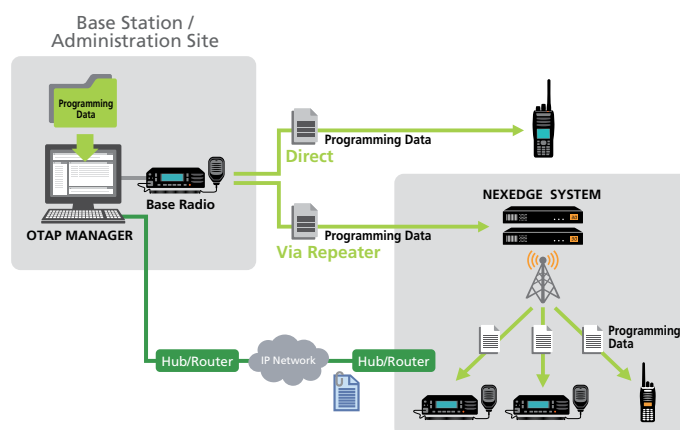 Base Station /
Administration Site
Programming
Data
OTAP MANAGER
Base Radio
Programming Data
Direct
Programming Data
Via Repeater
NEXEDGE SYSTEM
Programming
Data
Hub/Router
IP Network
Hub/Router